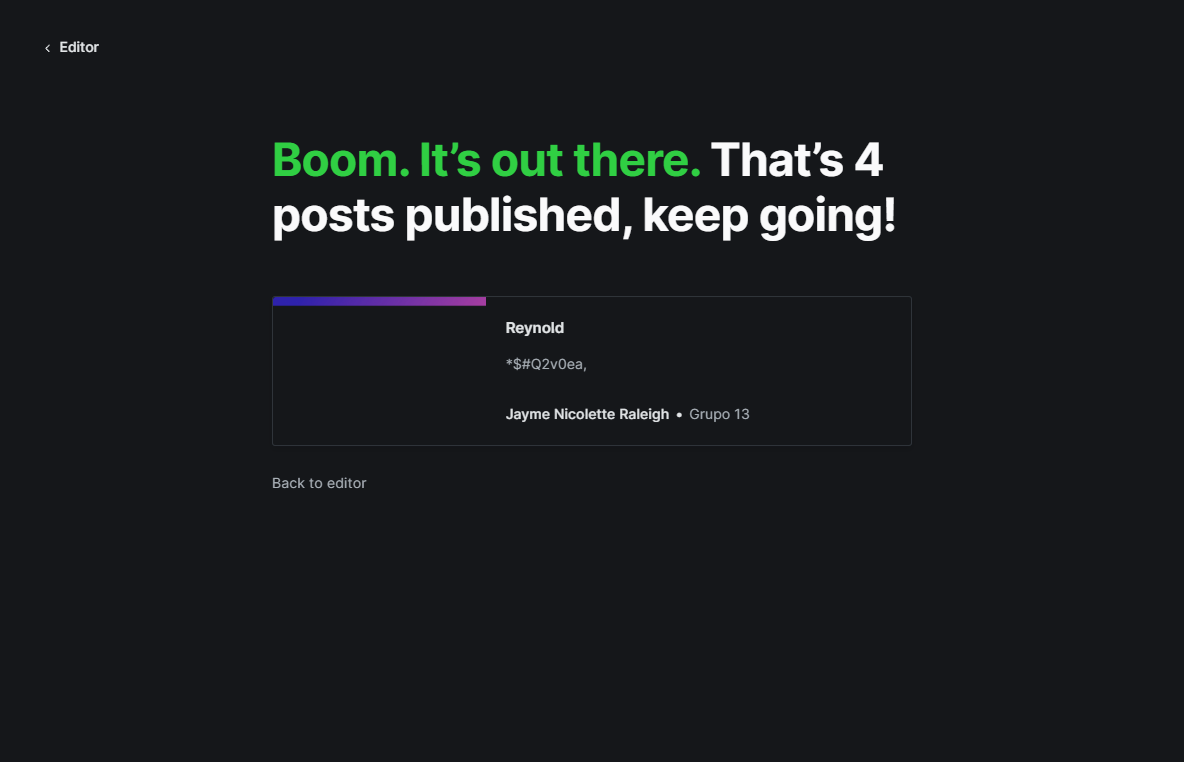 Editor
Boom. It’s out there. That’s 4
posts published, keep going!
Reynold
*$#Q2v0ea,
Jayme Nicolette Raleigh • Grupo 13
Back to editor